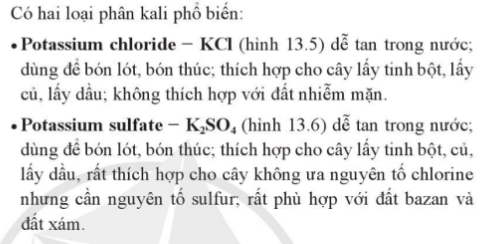 Có hai loại phân kali phổ biến:
• Potassium chloride – KCl (hình 13.5) dễ tan trong nước;
dùng để bón lót, bón thúc; thích hợp cho cây lấy tinh bột, lấy
củ, lấy dầu; không thích hợp với đất nhiễm mặn.
• Potassium sulfate – K₂SO₄ (hình 13.6) dễ tan trong nước;
dùng để bón lót, bón thúc; thích hợp cho cây lấy tinh bột, củ,
lấy dầu, rất thích hợp cho cây không ưa nguyên tố chlorine
nhưng cần nguyên tố sulfur; rất phù hợp với đất bazan và
đất xám.